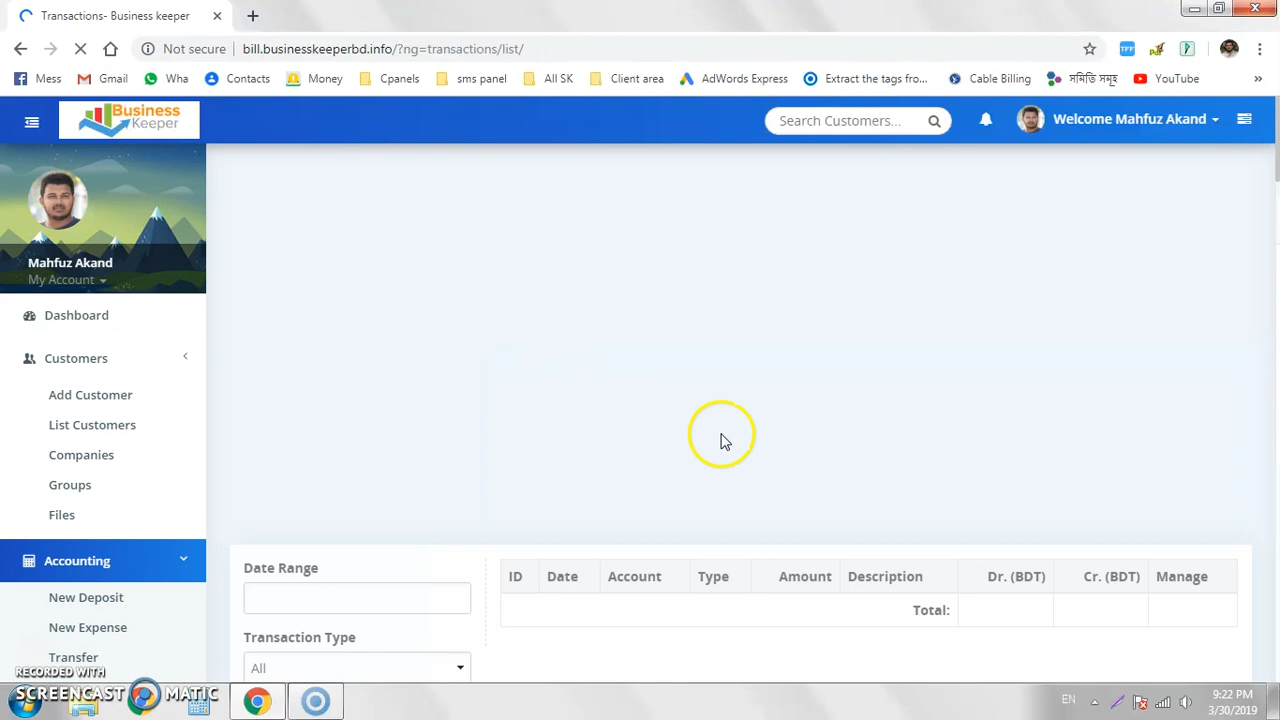 Transactions- Business keeper
Not secure | bill.businesskeeperbd.info/?ng=transactions/list/
Mess Gmail Wha Contacts Money Cpanels sms panel All SK Client area AdWords Express Extract the tags fro... Cable Billing সমিতি সমূহ YouTube »
Business Keeper
Search Customers...
Welcome Mahfuz Akand
Mahfuz Akand
My Account
Dashboard
Customers
Add Customer
List Customers
Companies
Groups
Files
Accounting
New Deposit
New Expense
Transfer
Date Range
Transaction Type
All
ID Date Account Type Amount Description Dr. (BDT) Cr. (BDT) Manage
Total:
RECORDED WITH
SCREENCAST MATIC
EN
9:22 PM
3/30/2019